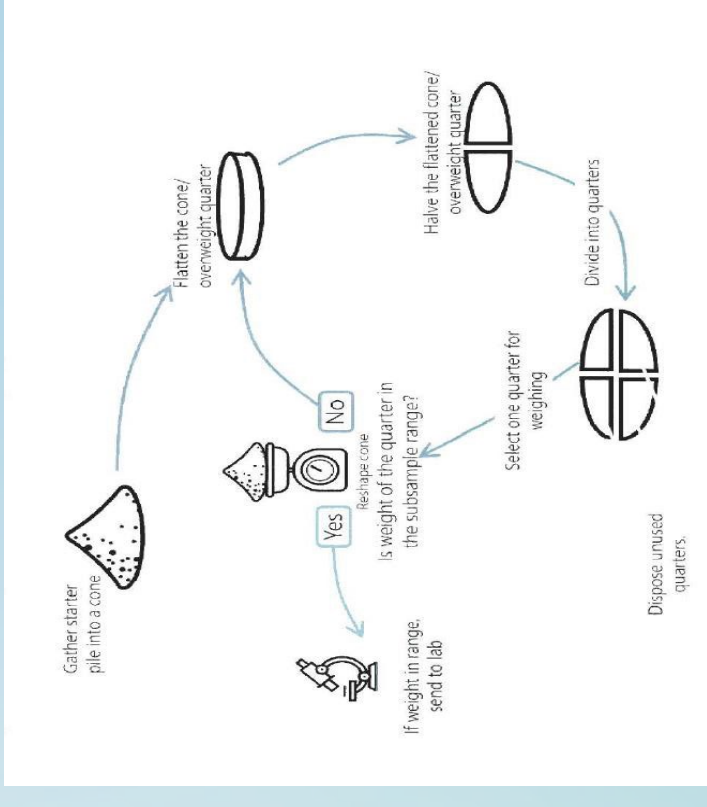 Gather starter
pile into a cone
Flatten the cone/
overweight quarter
Halve the flattened cone/
overweight quarter
Divide into quarters
Select one quarter for
weighing
Dispose unused
quarters.
Reshape cone
Is weight of the quarter in
the subsample range?
No
Yes
If weight in range,
send to lab